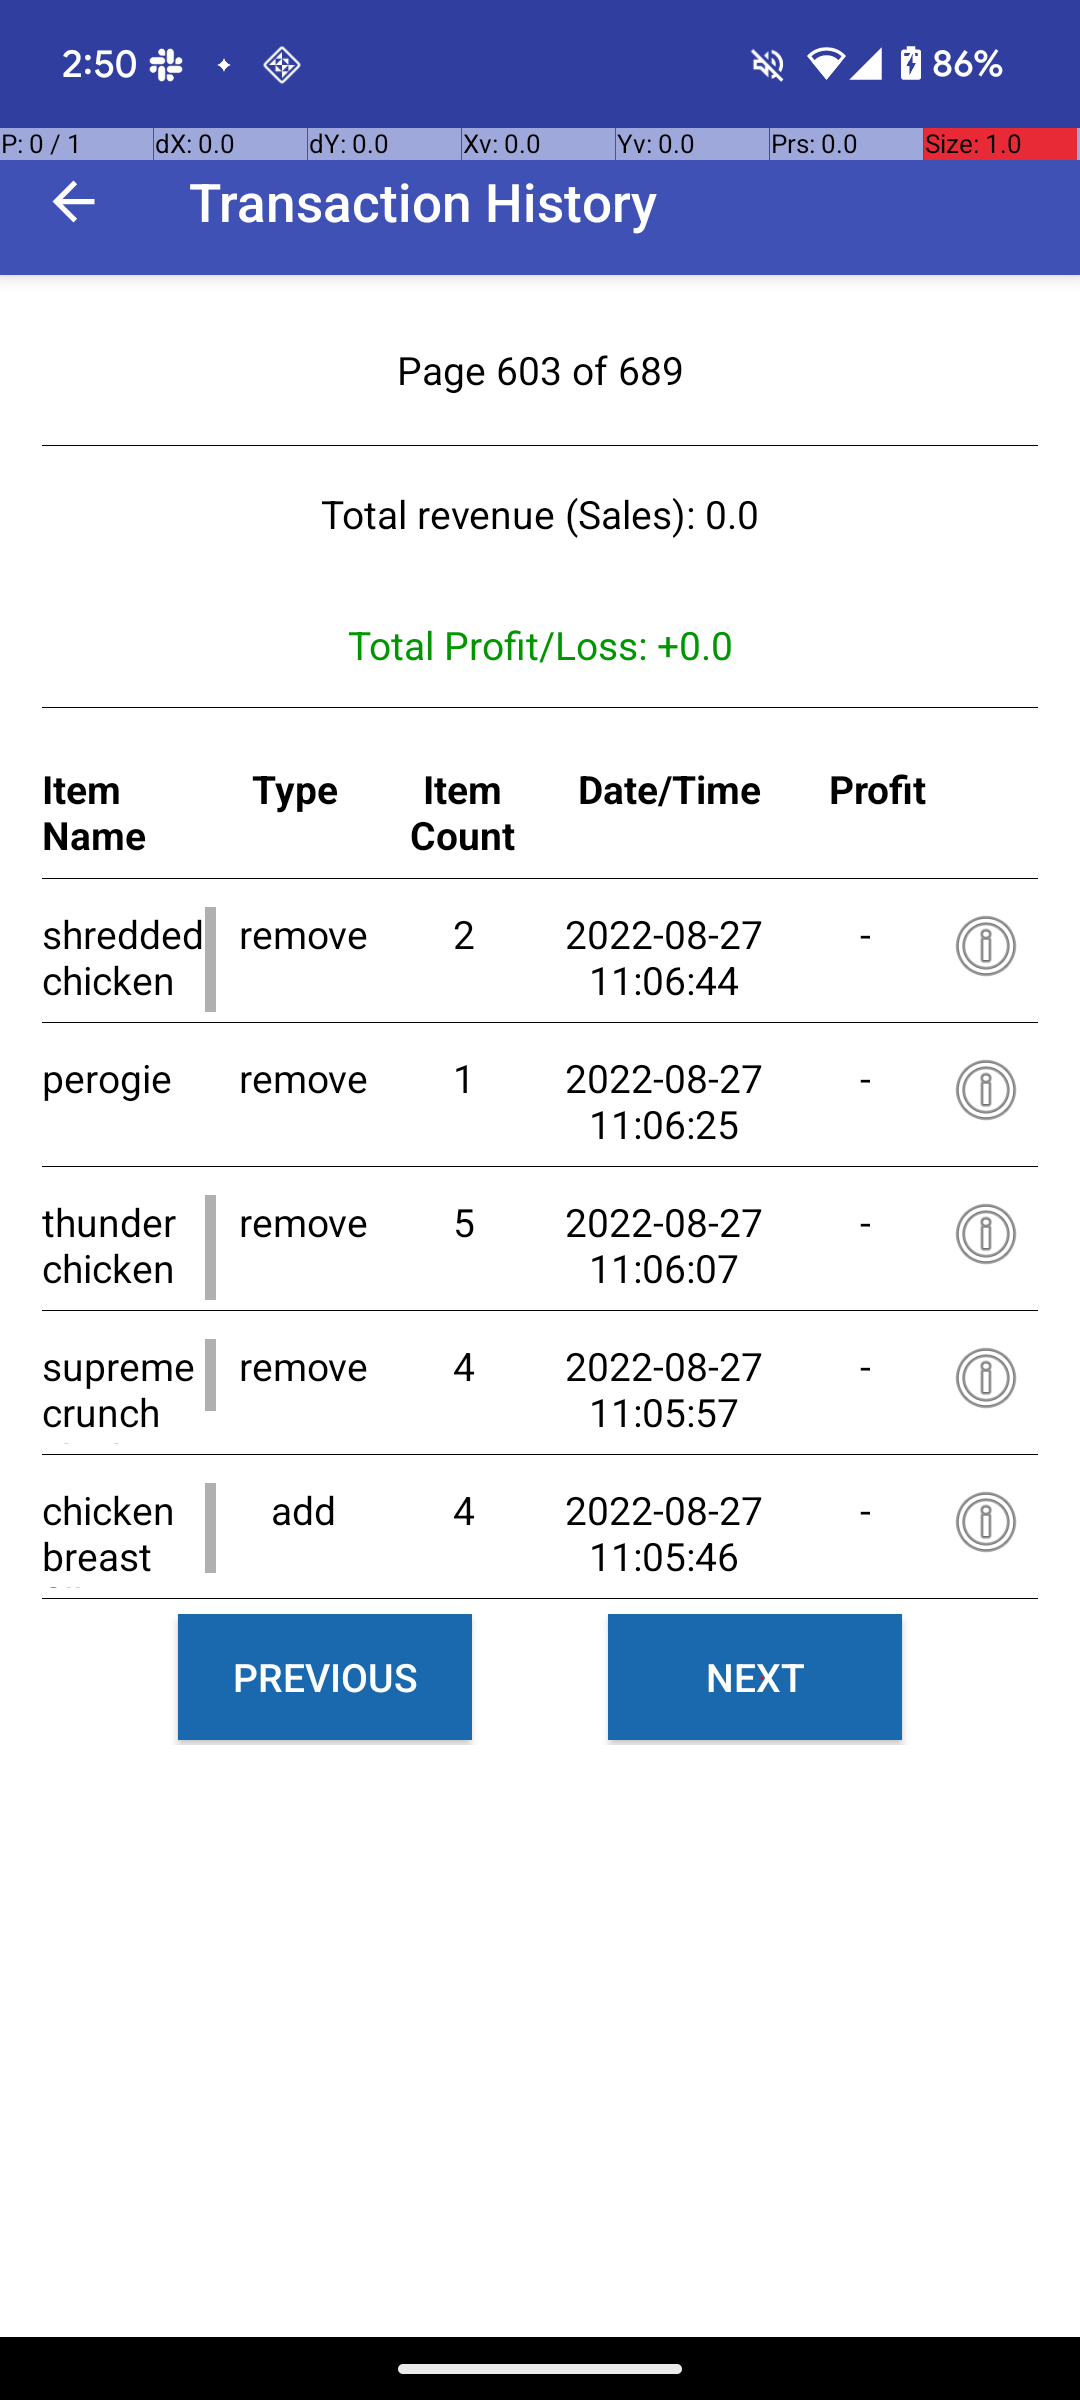 2:50
86%
P: 0 / 1 dX: 0.0 dY: 0.0 Xv: 0.0 Yv: 0.0 Prs: 0.0 Size: 1.0
Transaction History
Page 603 of 689
Total revenue (Sales): 0.0
Total Profit/Loss: +0.0
Item Type Item Date/Time Profit
Name Count
shredded remove 2 2022-08-27 -
chicken 11:06:44
perogie remove 1 2022-08-27 -
11:06:25
thunder remove 5 2022-08-27 -
chicken 11:06:07
supreme remove 4 2022-08-27 -
crunch 11:05:57
chicken add 4 2022-08-27 -
breast 11:05:46
PREVIOUS NEXT